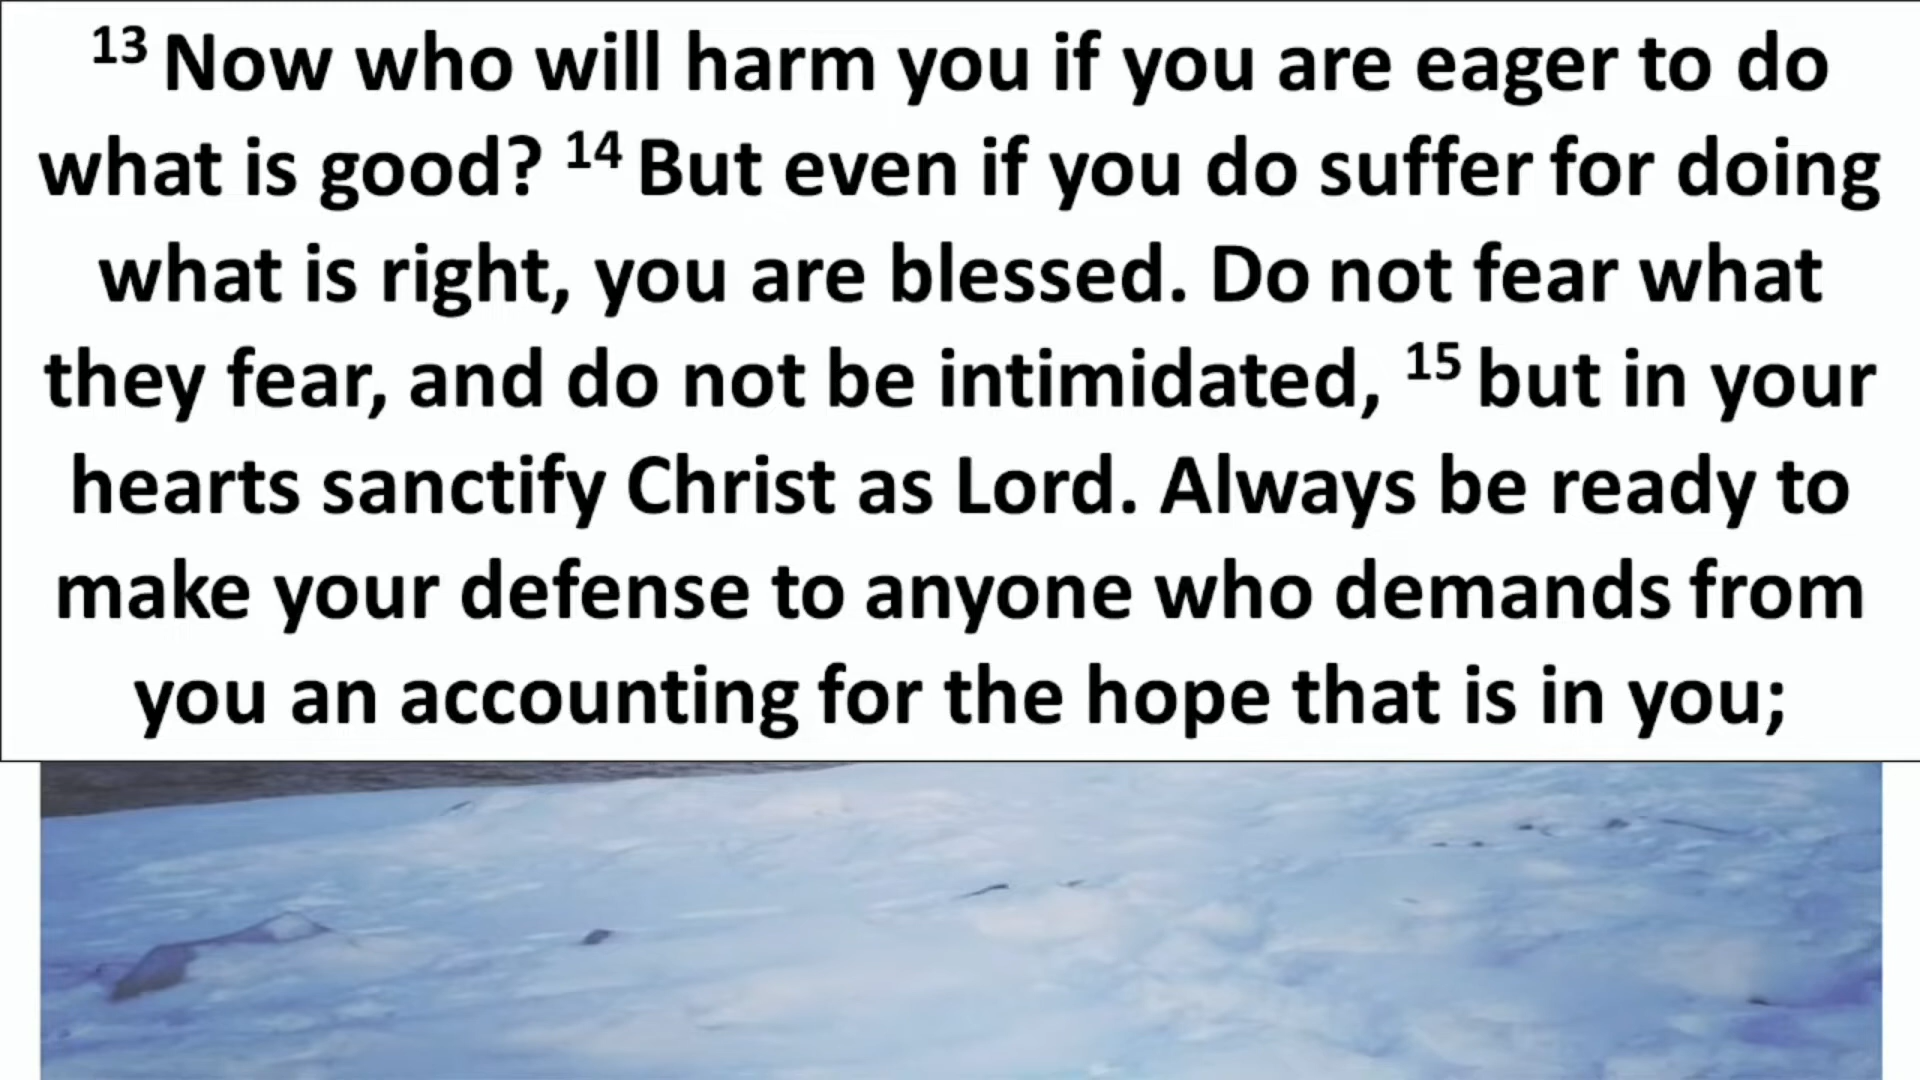 13 Now who will harm you if you are eager to do
what is good? 14 But even if you do suffer for doing
what is right, you are blessed. Do not fear what
they fear, and do not be intimidated, 15 but in your
hearts sanctify Christ as Lord. Always be ready to
make your defense to anyone who demands from
you an accounting for the hope that is in you;